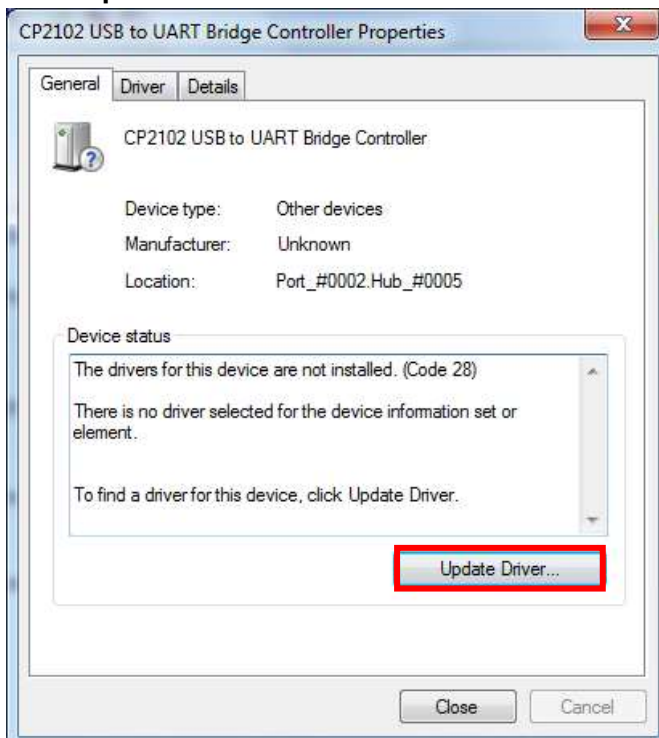 CP2102 USB to UART Bridge Controller Properties
General Driver Details
CP2102 USB to UART Bridge Controller
Device type: Other devices
Manufacturer: Unknown
Location: Port_#0002.Hub_#0005
Device status
The drivers for this device are not installed. (Code 28)
There is no driver selected for the device information set or
element.
To find a driver for this device, click Update Driver.
Update Driver...
Close Cancel